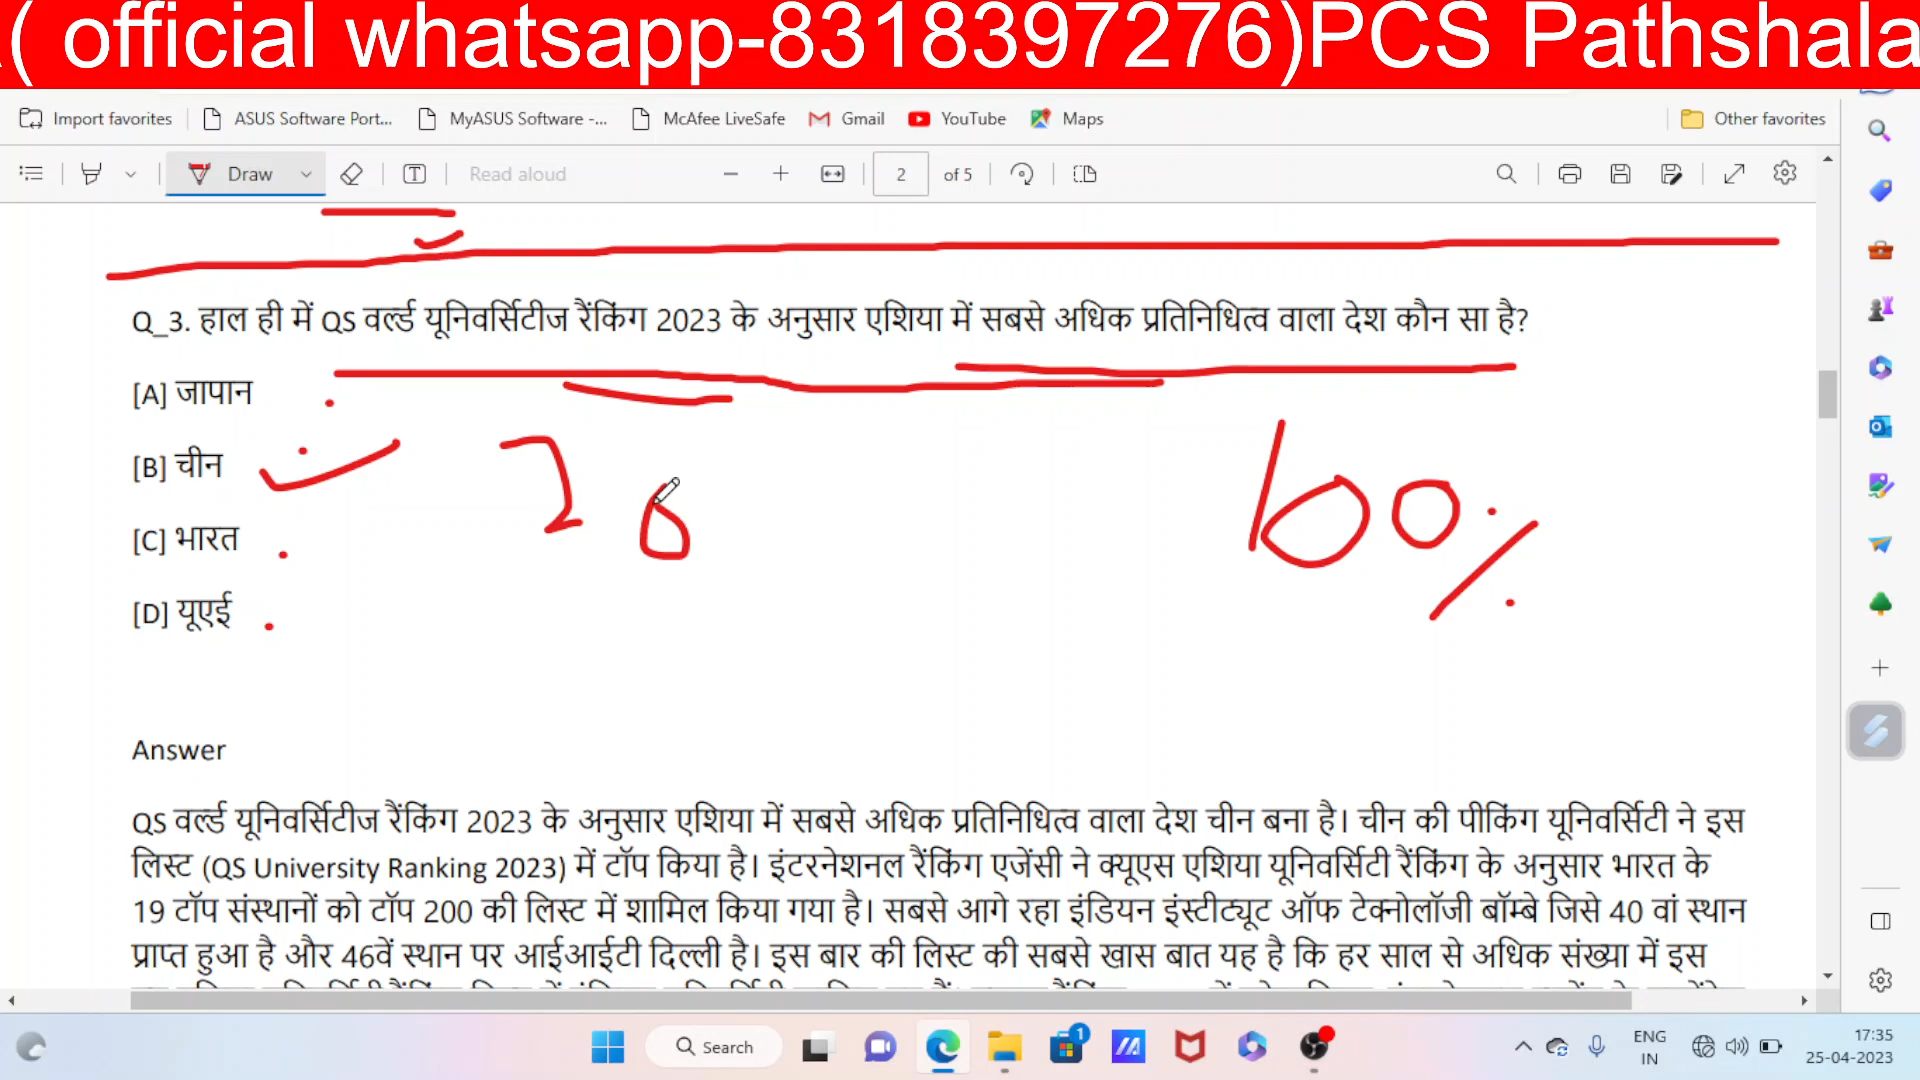 ( official whatsapp-8318397276)PCS Pathshala
Import favorites ASUS Software Port... MyASUS Software -... McAfee LiveSafe Gmail YouTube Maps Other favorites
Draw Read aloud 2 of 5
Q_3. हाल ही में QS वर्ल्ड यूनिवर्सिटीज रैंकिंग 2023 के अनुसार एशिया में सबसे अधिक प्रतिनिधित्व वाला देश कौन सा है?
[A] जापान
[B] चीन
[C] भारत
[D] यूएई
60%
Answer
QS वर्ल्ड यूनिवर्सिटीज रैंकिंग 2023 के अनुसार एशिया में सबसे अधिक प्रतिनिधित्व वाला देश चीन बना है। चीन की पीकिंग यूनिवर्सिटी ने इस
लिस्ट (QS University Ranking 2023) में टॉप किया है। इंटरनेशनल रैंकिंग एजेंसी ने क्यूएस एशिया यूनिवर्सिटी रैंकिंग के अनुसार भारत के
19 टॉप संस्थानों को टॉप 200 की लिस्ट में शामिल किया गया है। सबसे आगे रहा इंडियन इंस्टीट्यूट ऑफ टेक्नोलॉजी बॉम्बे जिसे 40 वां स्थान
प्राप्त हुआ है और 46वें स्थान पर आईआईटी दिल्ली है। इस बार की लिस्ट की सबसे खास बात यह है कि हर साल से अधिक संख्या में इस
Search 1 ENG 17:35
IN 25-04-2023